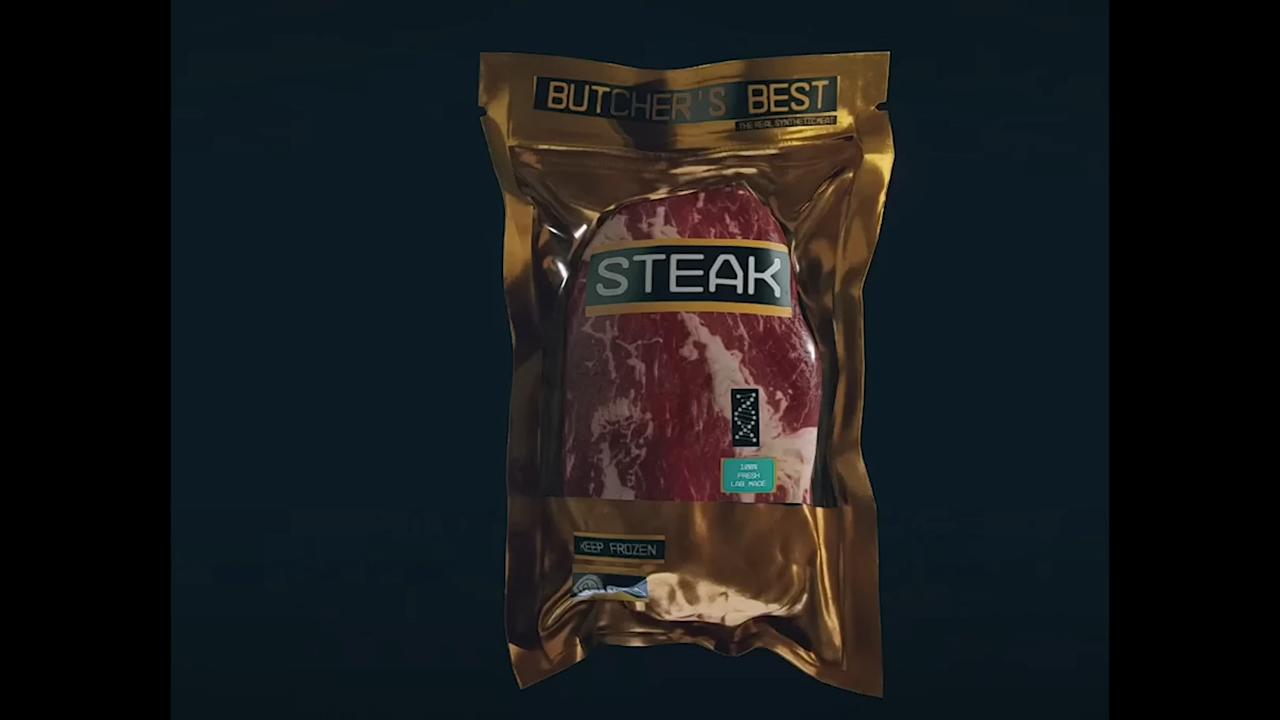 BUTCHER'S BEST
THE REAL SYNTHETIC MEAT
STEAK
100%
FRESH
LAB MADE
KEEP FROZEN